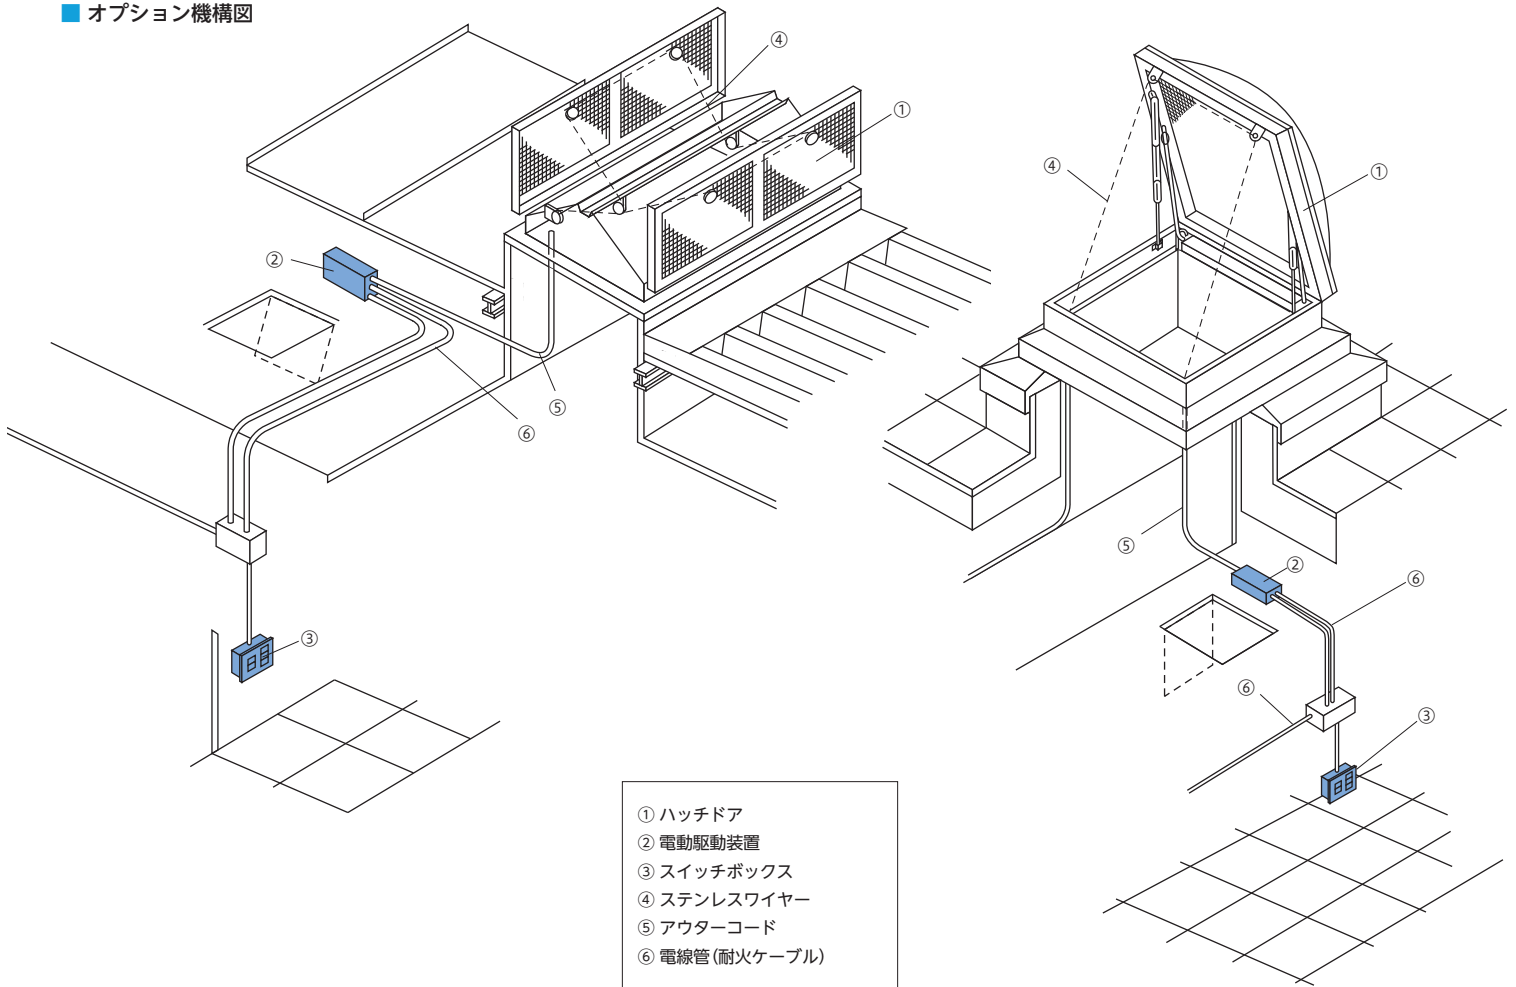 ■ オプション機構図
④
①
②
⑤
⑥
③
④
①
⑤
②
⑥
⑥
③
① ハッチドア
② 電動駆動装置
③ スイッチボックス
④ ステンレスワイヤー
⑤ アウターコード
⑥ 電線管(耐火ケーブル)